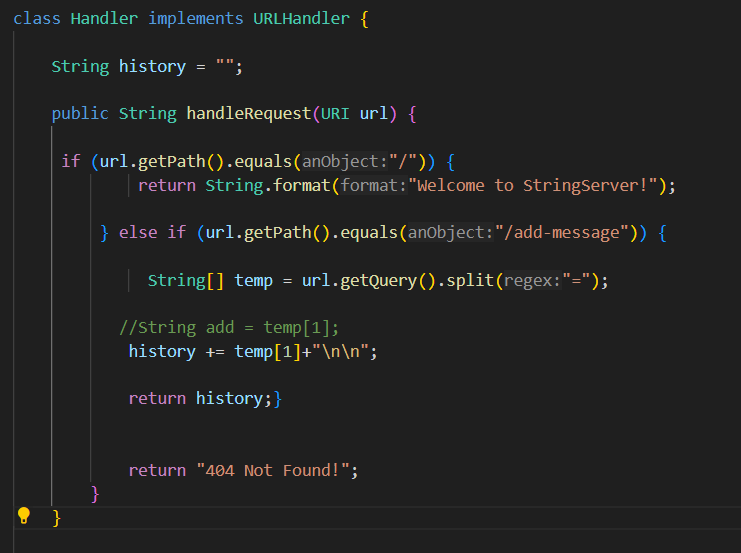 class Handler implements URLHandler {
String history = "";
public String handleRequest(URI url) {
if (url.getPath().equals(anObject:"/")) {
return String.format(format:"Welcome to StringServer!");
} else if (url.getPath().equals(anObject:"/add-message")) {
String[] temp = url.getQuery().split(regex:"=");
//String add = temp[1];
history += temp[1]+"\n\n";
return history;}
return "404 Not Found!";
}
}